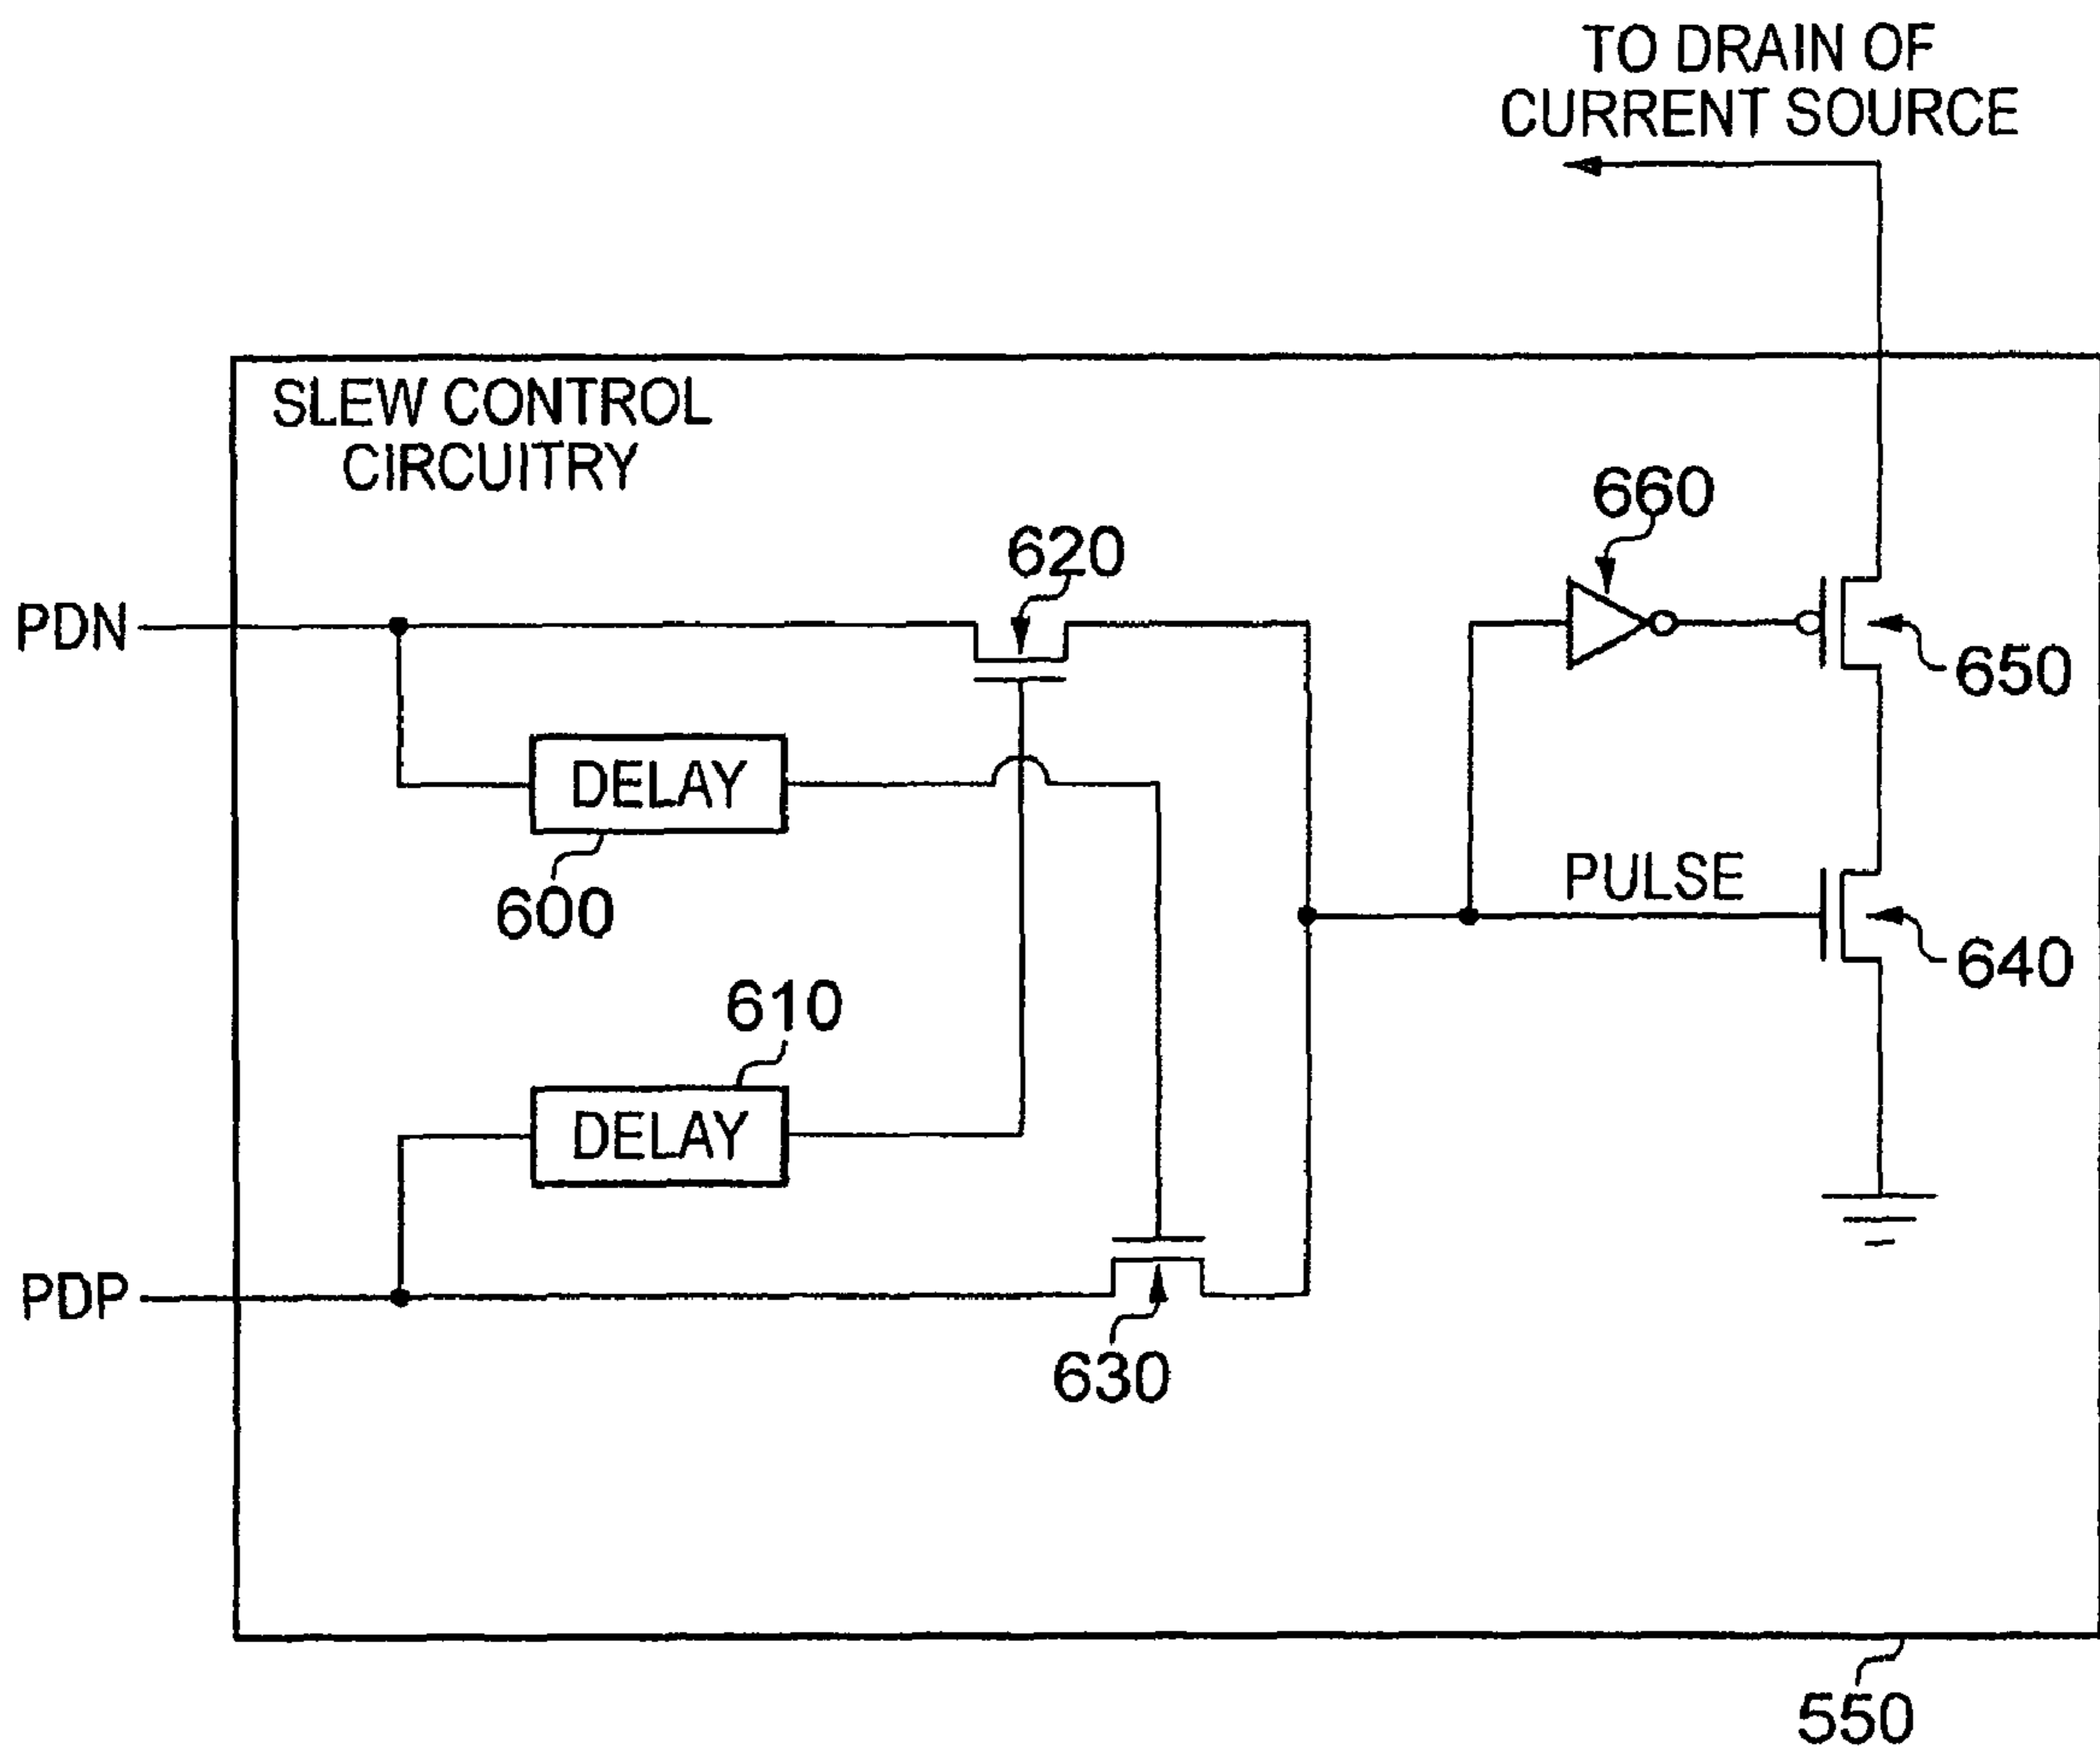 TO DRAIN OF
CURRENT SOURCE
SLEW CONTROL
CIRCUITRY
660
620
PDN
650
DELAY
600
PULSE
640
610
DELAY
PDP
630
550